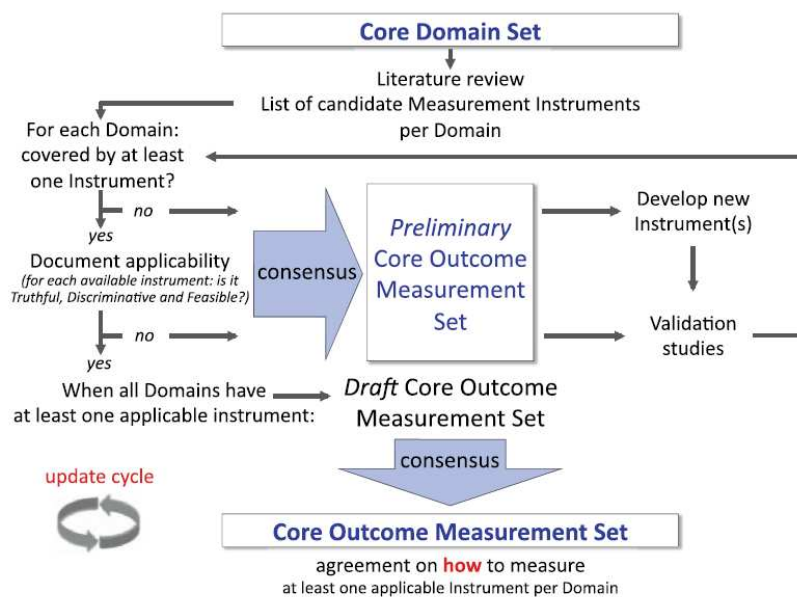 Core Domain Set
Literature review
List of candidate Measurement Instruments
per Domain
For each Domain:
covered by at least
one Instrument?
no
yes
Document applicability
(for each available instrument: is it
Truthful, Discriminative and Feasible?)
no
yes
consensus
Preliminary
Core Outcome
Measurement
Set
Develop new
Instrument(s)
Validation
studies
When all Domains have
at least one applicable instrument:
Draft Core Outcome
Measurement Set
consensus
update cycle
Core Outcome Measurement Set
agreement on how to measure
at least one applicable Instrument per Domain